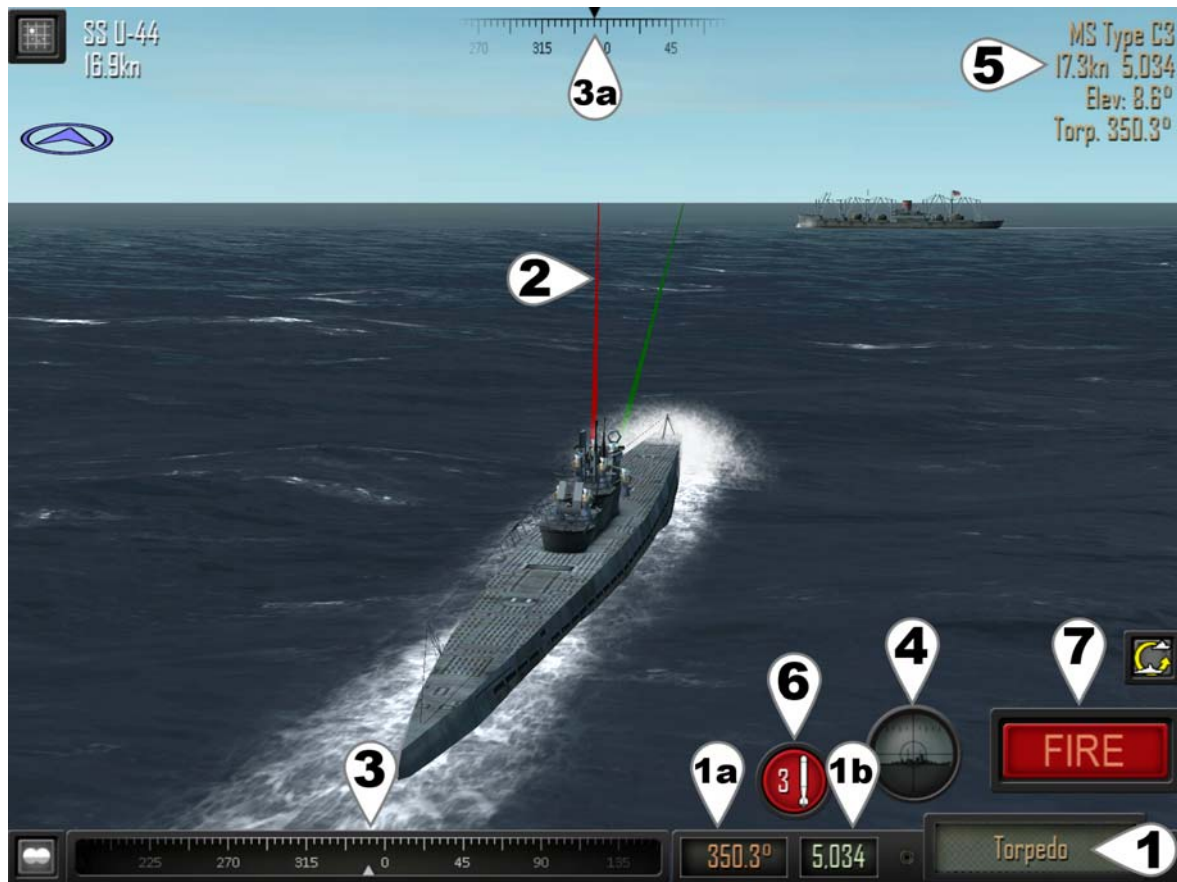 SS U-44
16.9kn
270 315 0 45
3a
5
MS Type C3
17.3kn 5,034
Elev: 8.6°
Torp. 350.3°
2
4
7
6
FIRE
3
1a
3
1b
225 270 315 0 45 90 135
350.3°
5,034
Torpedo
1